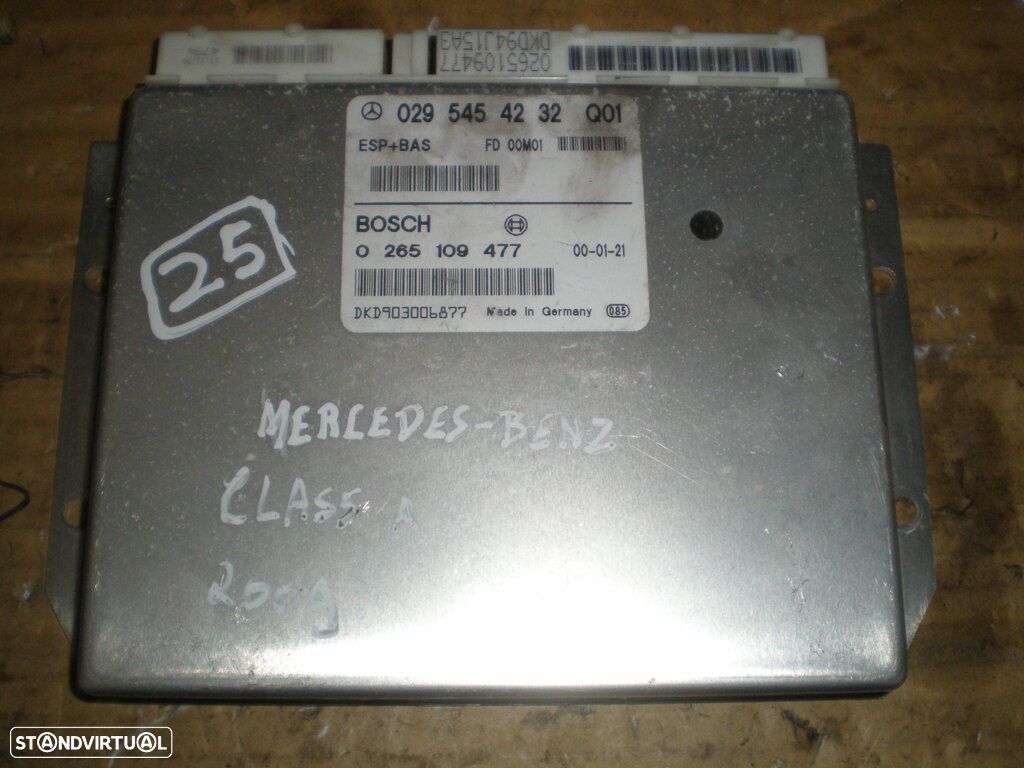 0265109477
DKD94J15A3
029 545 42 32 Q01
ESP+BAS FD 00M01
BOSCH
0 265 109 477 00-01-21
DKD903006877 Made in Germany 085
25
MERCEDES-BENZ
CLASS A
STANDVIRTUAL